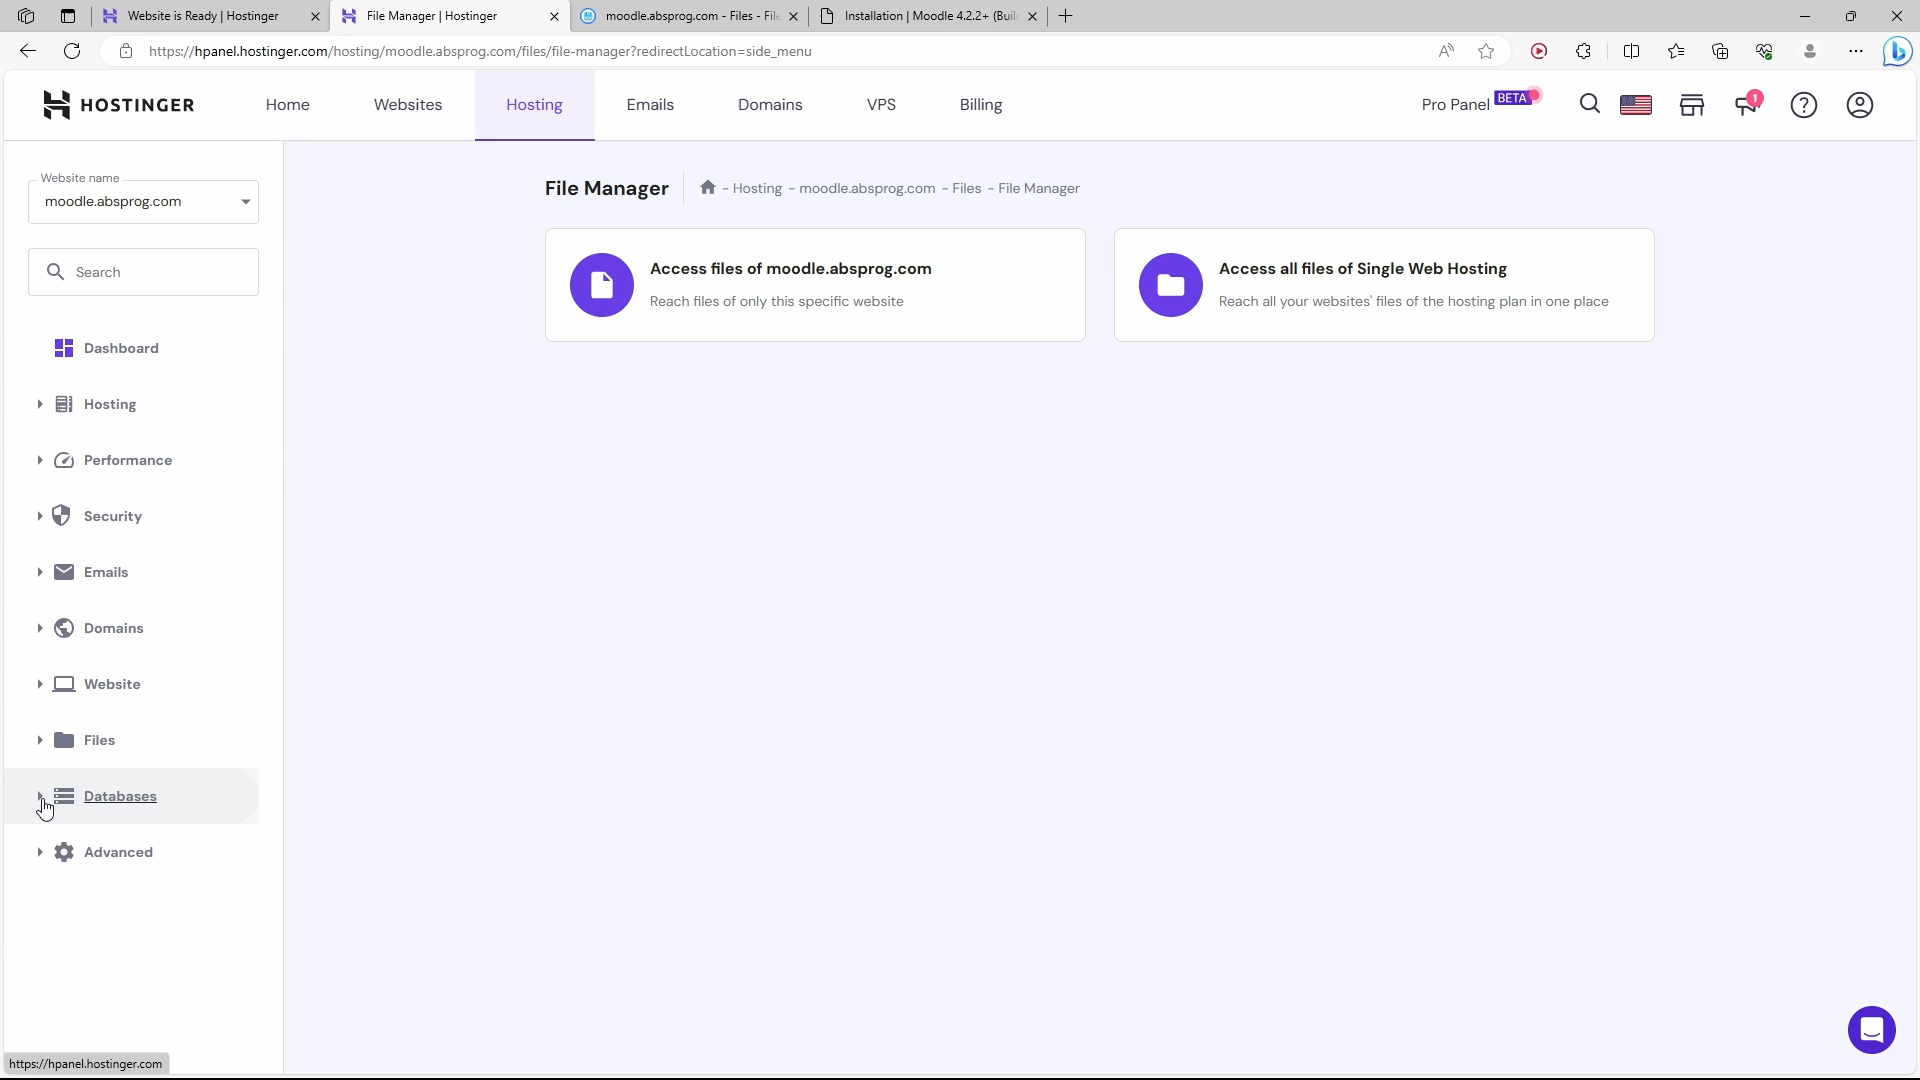 Website is Ready | Hostinger
File Manager | Hostinger
moodle.absprog.com - Files - File
Installation | Moodle 4.2.2+ (Buil
https://hpanel.hostinger.com/hosting/moodle.absprog.com/files/file-manager?redirectLocation=side_menu
HOSTINGER
Home
Websites
Hosting
Emails
Domains
VPS
Billing
Pro Panel
BETA
1
Website name
moodle.absprog.com
Search
Dashboard
Hosting
Performance
Security
Emails
Domains
Website
Files
Databases
Advanced
File Manager
- Hosting - moodle.absprog.com - Files - File Manager
Access files of moodle.absprog.com
Reach files of only this specific website
Access all files of Single Web Hosting
Reach all your websites' files of the hosting plan in one place
https://hpanel.hostinger.com